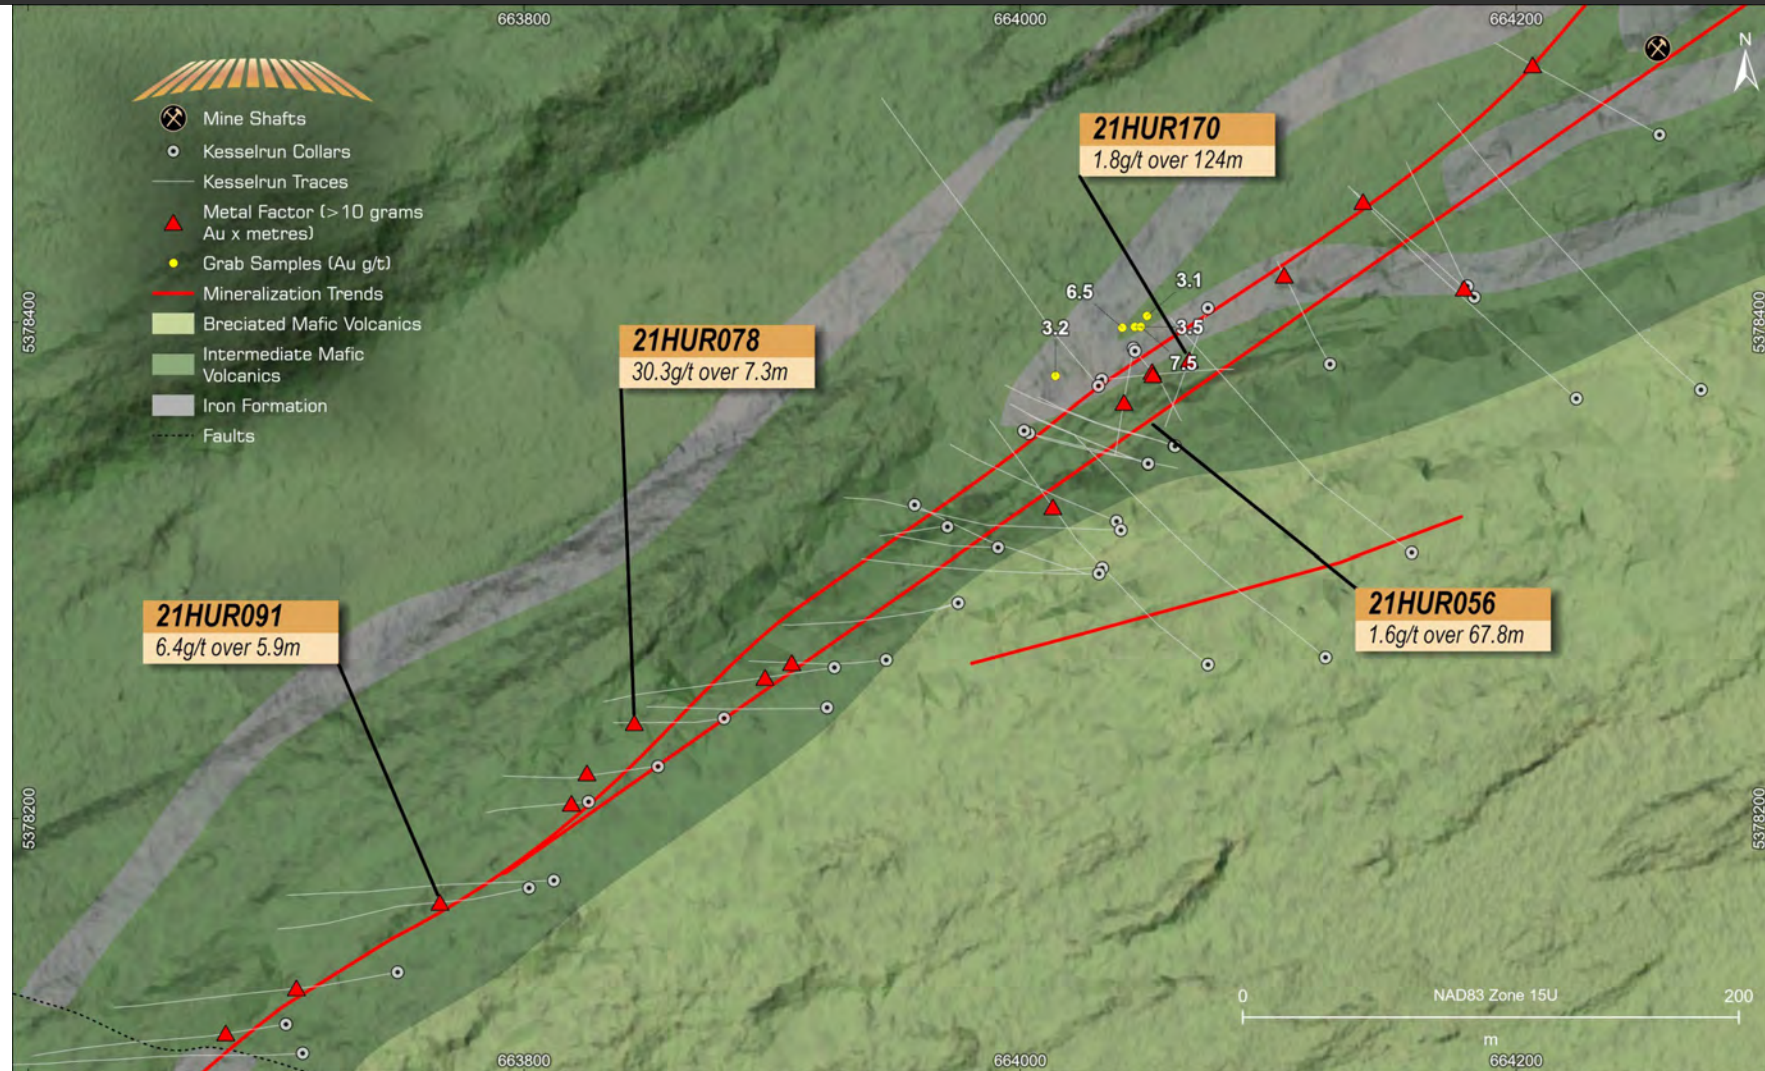 663800
664000
664200
N
Mine Shafts
Kesselrun Collars
Kesselrun Traces
Metal Factor (>10 grams
Au x metres)
Grab Samples (Au g/t)
Mineralization Trends
Breciated Mafic Volcanics
Intermediate Mafic
Volcanics
Iron Formation
Faults
21HUR170
1.8g/t over 124m
5378400
5378400
3.1
6.5
3.2
3.5
7.5
21HUR078
30.3g/t over 7.3m
21HUR091
6.4g/t over 5.9m
21HUR056
1.6g/t over 67.8m
5378200
5378200
0
NAD83 Zone 15U
200
m
663800
664000
664200